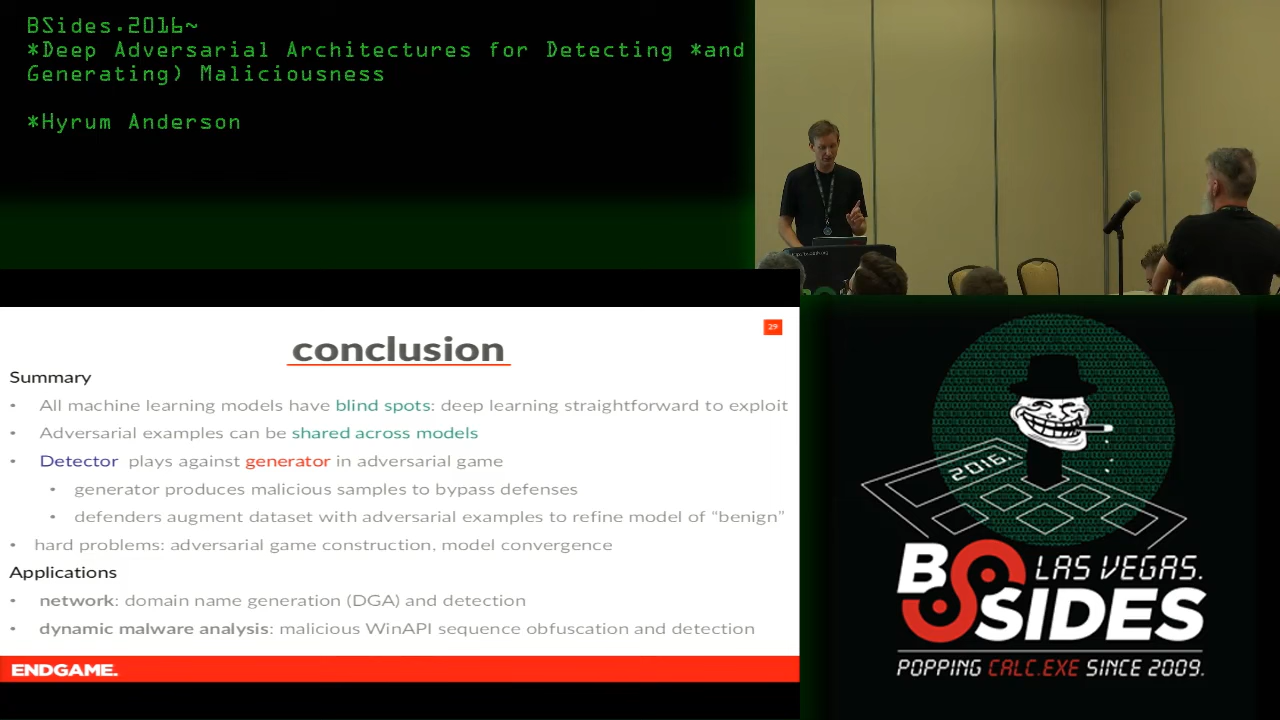 BSides.2016~
*Deep Adversarial Architectures for Detecting *and
Generating) Maliciousness
*Hyrum Anderson
29
conclusion
Summary
• All machine learning models have blind spots: deep learning straightforward to exploit
• Adversarial examples can be shared across models
• Detector plays against generator in adversarial game
• generator produces malicious samples to bypass defenses
• defenders augment dataset with adversarial examples to refine model of “benign”
• hard problems: adversarial game construction, model convergence
Applications
• network: domain name generation (DGA) and detection
• dynamic malware analysis: malicious WinAPI sequence obfuscation and detection
ENDGAME.
2016.
BSIDES
LAS VEGAS.
POPPING CALC.EXE SINCE 2009.